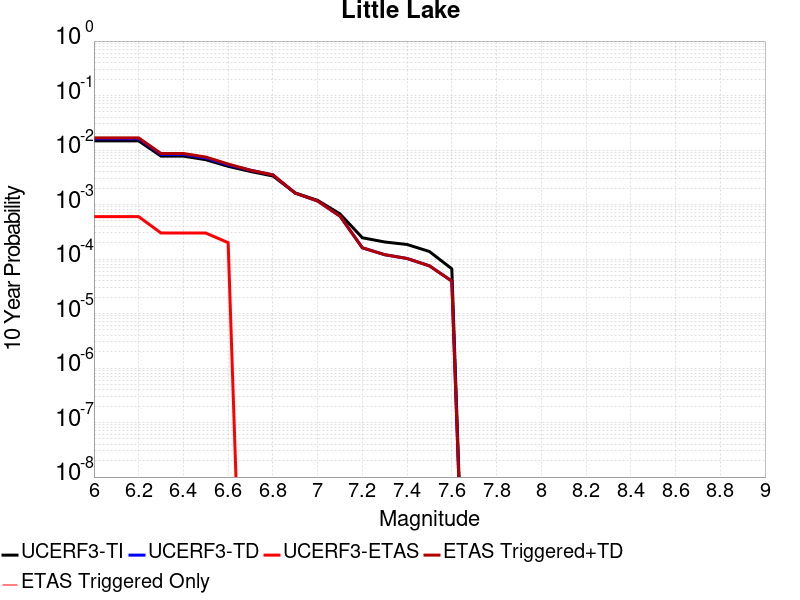 Little Lake
10^0
10^-1
10^-2
10^-3
10^-4
10^-5
10^-6
10^-7
10^-8
10 Year Probability
6 6.2 6.4 6.6 6.8 7 7.2 7.4 7.6 7.8 8 8.2 8.4 8.6 8.8 9
Magnitude
UCERF3-TI UCERF3-TD UCERF3-ETAS ETAS Triggered+TD
ETAS Triggered Only